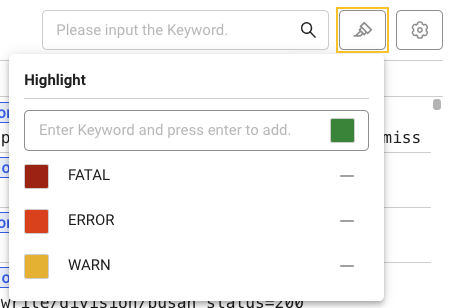 Please input the Keyword.
Highlight
Enter Keyword and press enter to add.
miss
FATAL
ERROR
WARN
write/division/busan status=200